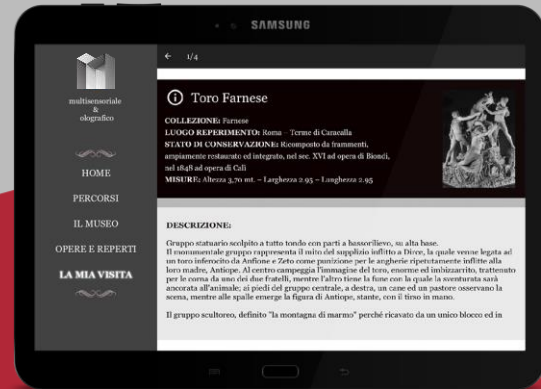 SAMSUNG
multisensoriale
&
olografico
HOME
PERCORSI
IL MUSEO
OPERE E REPERTI
LA MIA VISITA
1/4
Toro Farnese
COLLEZIONE: Farnese
LUOGO REPERIMENTO: Roma – Terme di Caracalla
STATO DI CONSERVAZIONE: Ricomposto da frammenti,
ampiamente restaurato ed integrato, nel sec. XVI ad opera di Biondi,
nel 1848 ad opera di Calì
MISURE: Altezza 3,70 mt. – Larghezza 2.95 – Lunghezza 2.95
DESCRIZIONE:
Gruppo statuario scolpito a tutto tondo con parti a bassorilievo, su alta base.
Il monumentale gruppo rappresenta il mito del supplizio inflitto a Dirce, la quale venne legata ad
un toro inferocito da Anfione e Zeto come punizione per le angherie ripetutamente inflitte alla
loro madre, Antiope. Al centro campeggia l'immagine del toro, enorme ed imbizzarrito, trattenuto
per le corna da uno dei due fratelli, mentre l'altro tiene la fune con la quale la sventurata sarà
ancorata all'animale; ai piedi del gruppo centrale, a destra, un cane ed un pastore osservano la
scena, mentre alle spalle emerge la figura di Antiope, stante, con il tirso in mano.
Il gruppo scultoreo, definito "la montagna di marmo" perché ricavato da un unico blocco ed in